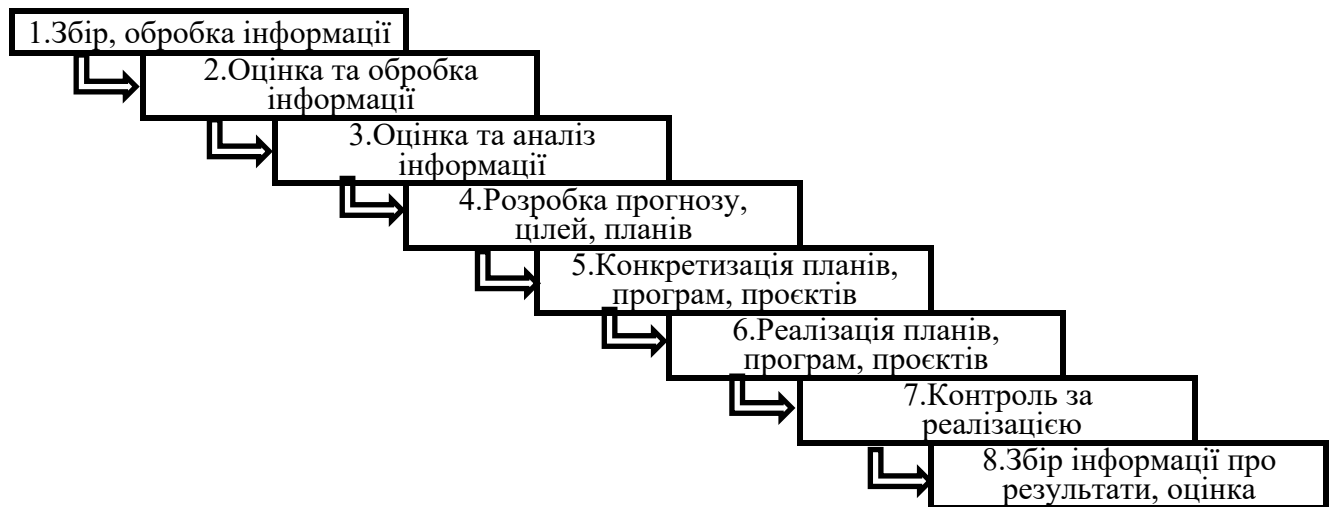 1.Збір, обробка інформації
2.Оцінка та обробка
інформації
3.Оцінка та аналіз
інформації
4.Розробка прогнозу,
цілей, планів
5.Конкретизація планів,
програм, проєктів
6.Реалізація планів,
програм, проєктів
7.Контроль за
реалізацією
8.Збір інформації про
результати, оцінка